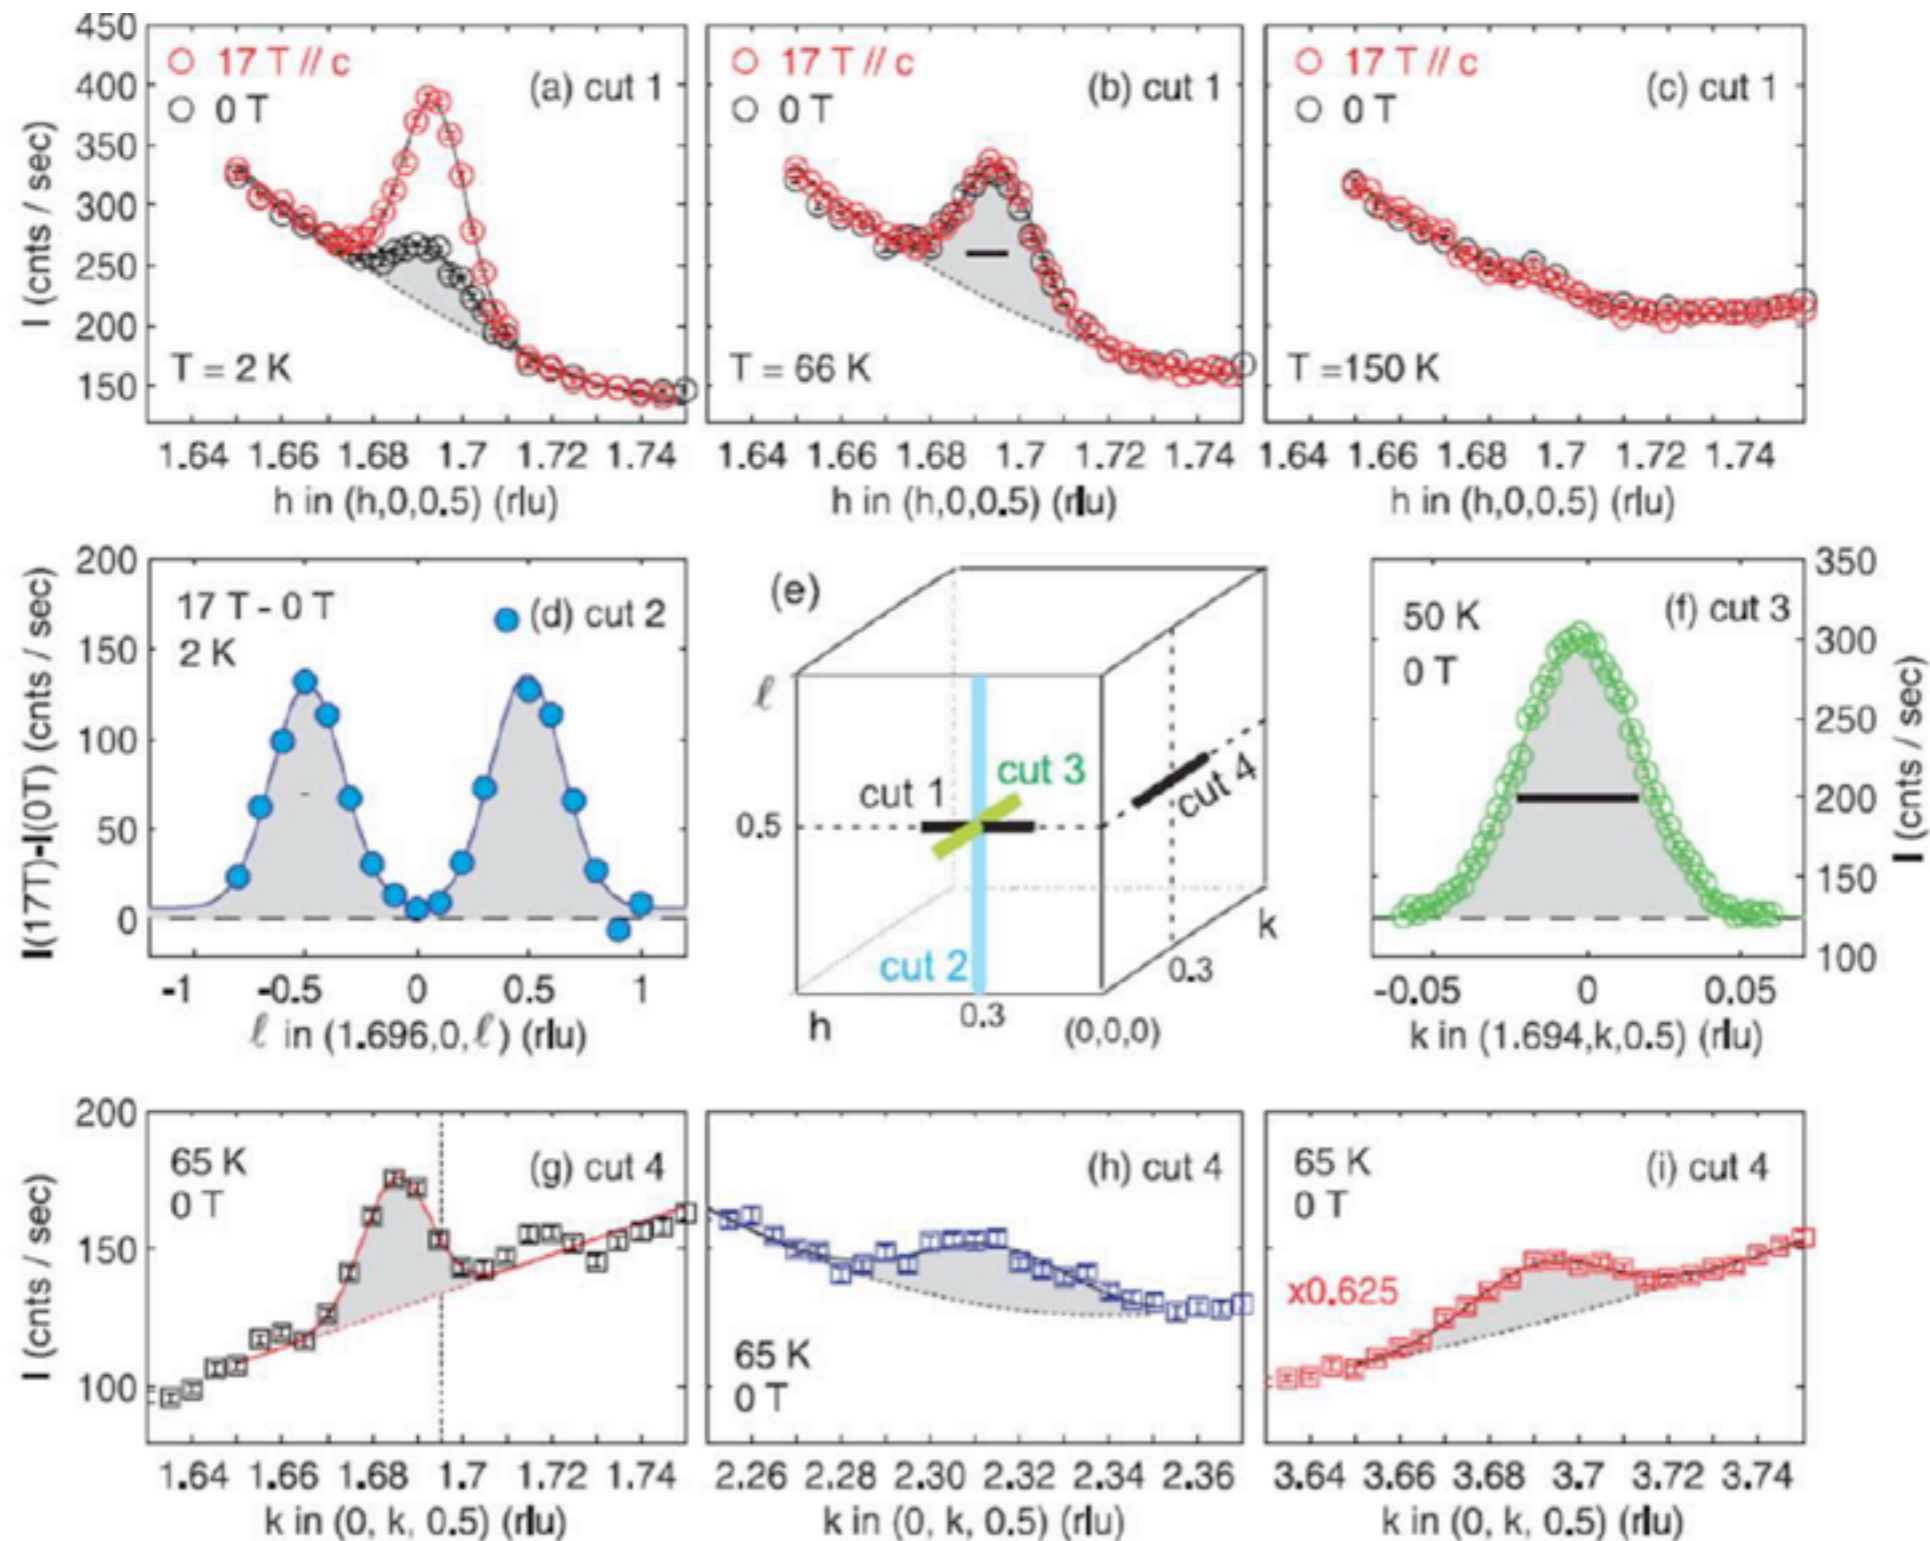 450
400
350
300
250
200
150
I (cnts / sec)
17 T // c
0 T
(a) cut 1
T = 2 K
1.64 1.66 1.68 1.7 1.72 1.74
h in (h,0,0.5) (rlu)
17 T // c
0 T
(b) cut 1
T = 66 K
1.64 1.66 1.68 1.7 1.72 1.74
h in (h,0,0.5) (rlu)
17 T // c
0 T
(c) cut 1
T =150 K
1.64 1.66 1.68 1.7 1.72 1.74
h in (h,0,0.5) (rlu)
200
150
100
50
0
I(17T)-I(0T) (cnts / sec)
17 T - 0 T
2 K
(d) cut 2
-1 -0.5 0 0.5 1
ℓ in (1.696,0,ℓ) (rlu)
(e)
ℓ
cut 1
cut 3
cut 4
0.5
cut 2
k
0.3
h
0.3
(0,0,0)
50 K
0 T
(f) cut 3
350
300
250
200
150
100
I (cnts / sec)
-0.05 0 0.05
k in (1.694,k,0.5) (rlu)
200
150
100
I (cnts / sec)
65 K
0 T
(g) cut 4
1.64 1.66 1.68 1.7 1.72 1.74
k in (0, k, 0.5) (rlu)
(h) cut 4
65 K
0 T
2.26 2.28 2.30 2.32 2.34 2.36
k in (0, k, 0.5) (rlu)
65 K
0 T
(i) cut 4
x0.625
3.64 3.66 3.68 3.7 3.72 3.74
k in (0, k, 0.5) (rlu)